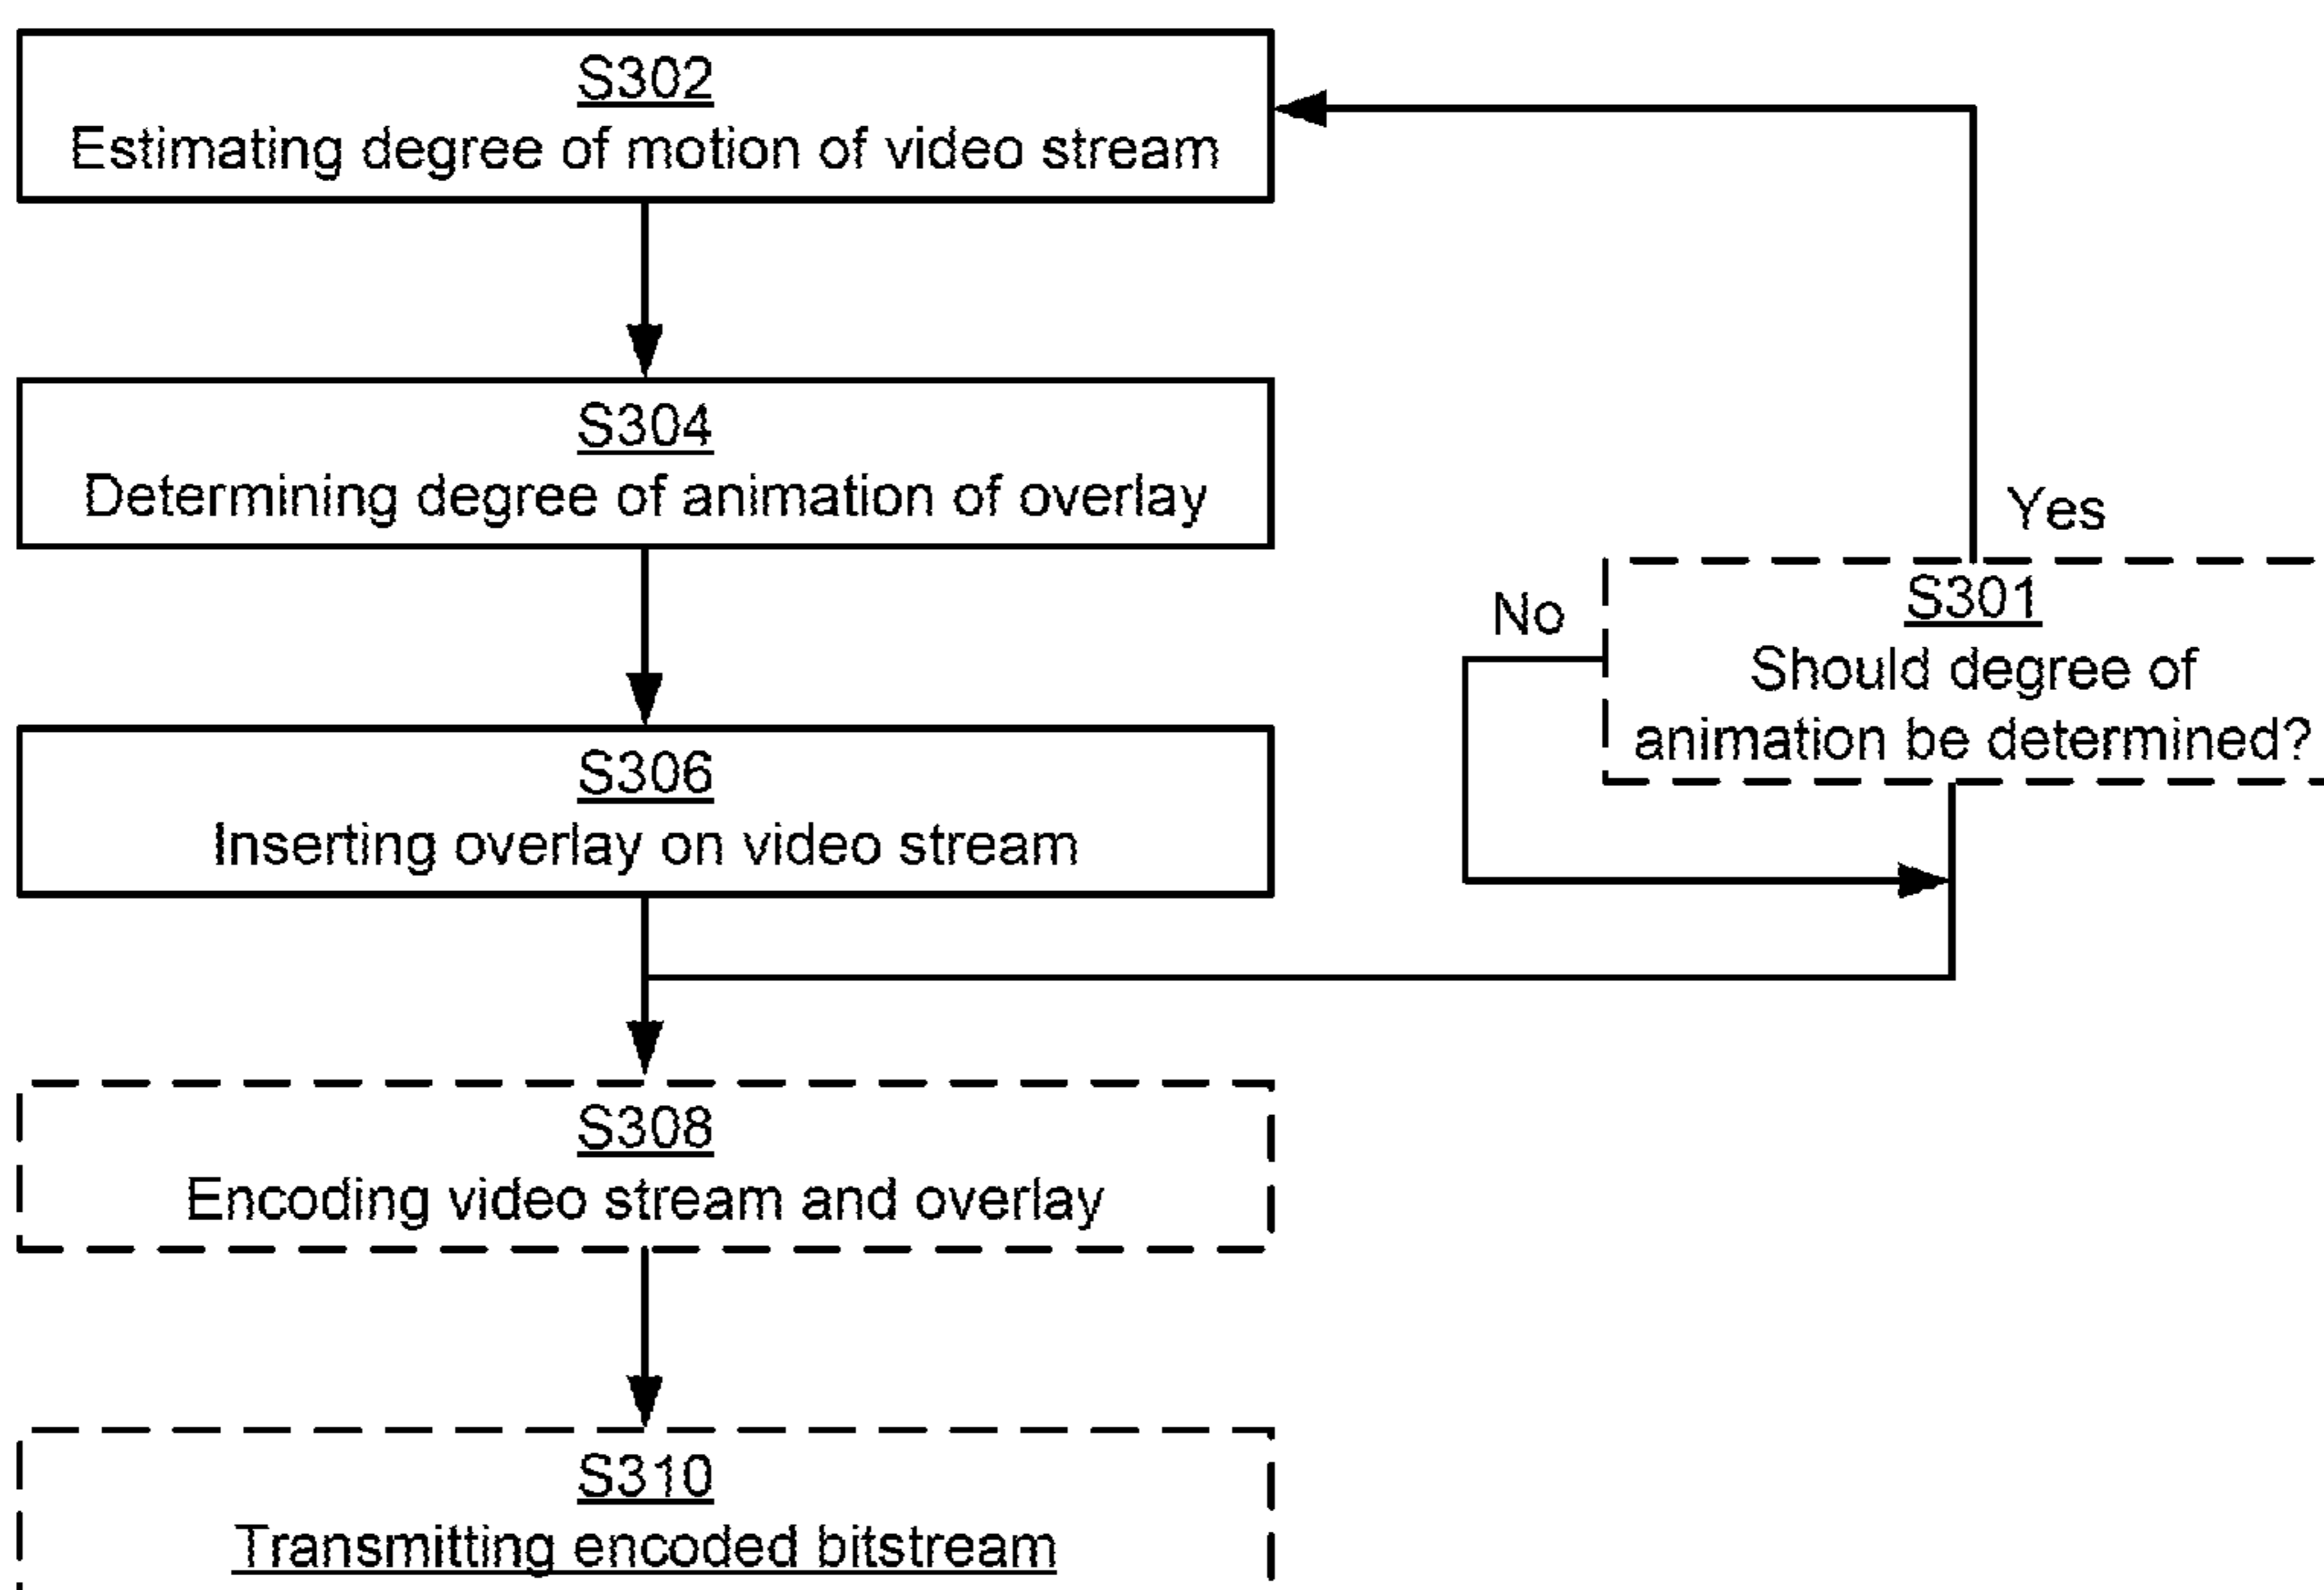 S302
Estimating degree of motion of video stream
S304
Determining degree of animation of overlay
Yes
S301
No
Should degree of
animation be determined?
S306
Inserting overlay on video stream
S308
Encoding video stream and overlay
S310
Transmitting encoded bitstream